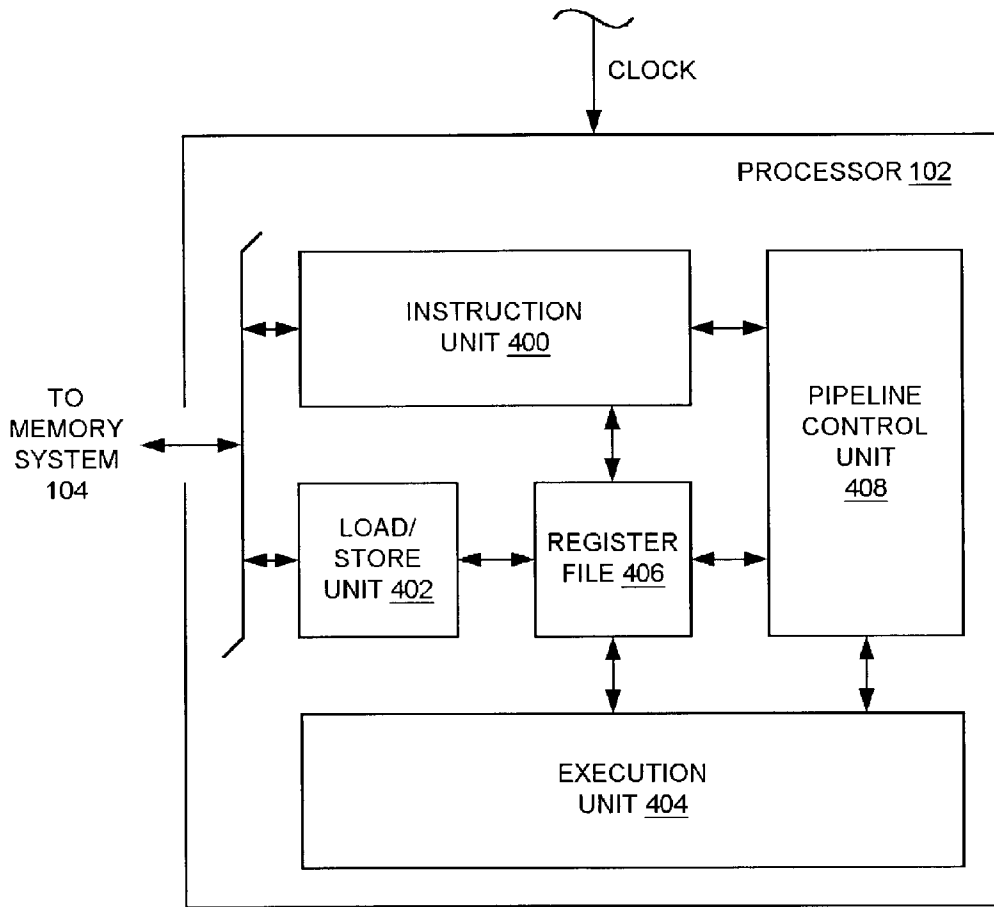 CLOCK
PROCESSOR 102
INSTRUCTION
UNIT 400
PIPELINE
CONTROL
UNIT
408
TO
MEMORY
SYSTEM
104
LOAD/
STORE
UNIT 402
REGISTER
FILE 406
EXECUTION
UNIT 404